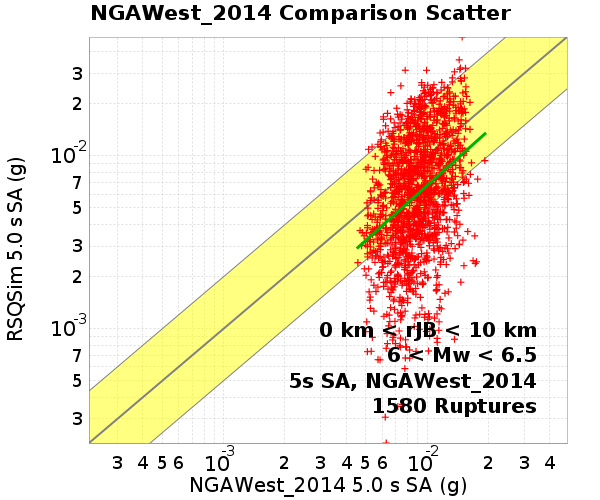 NGAWest_2014 Comparison Scatter
RSQSim 5.0 s SA (g)
3
2
10^-2
7
5
3
2
10^-3
7
5
3
0 km < rJB < 10 km
6 < Mw < 6.5
5s SA, NGAWest_2014
1580 Ruptures
3 4 5 6 10^-3 2 3 4 5 6 10^-2 2 3 4
NGAWest_2014 5.0 s SA (g)